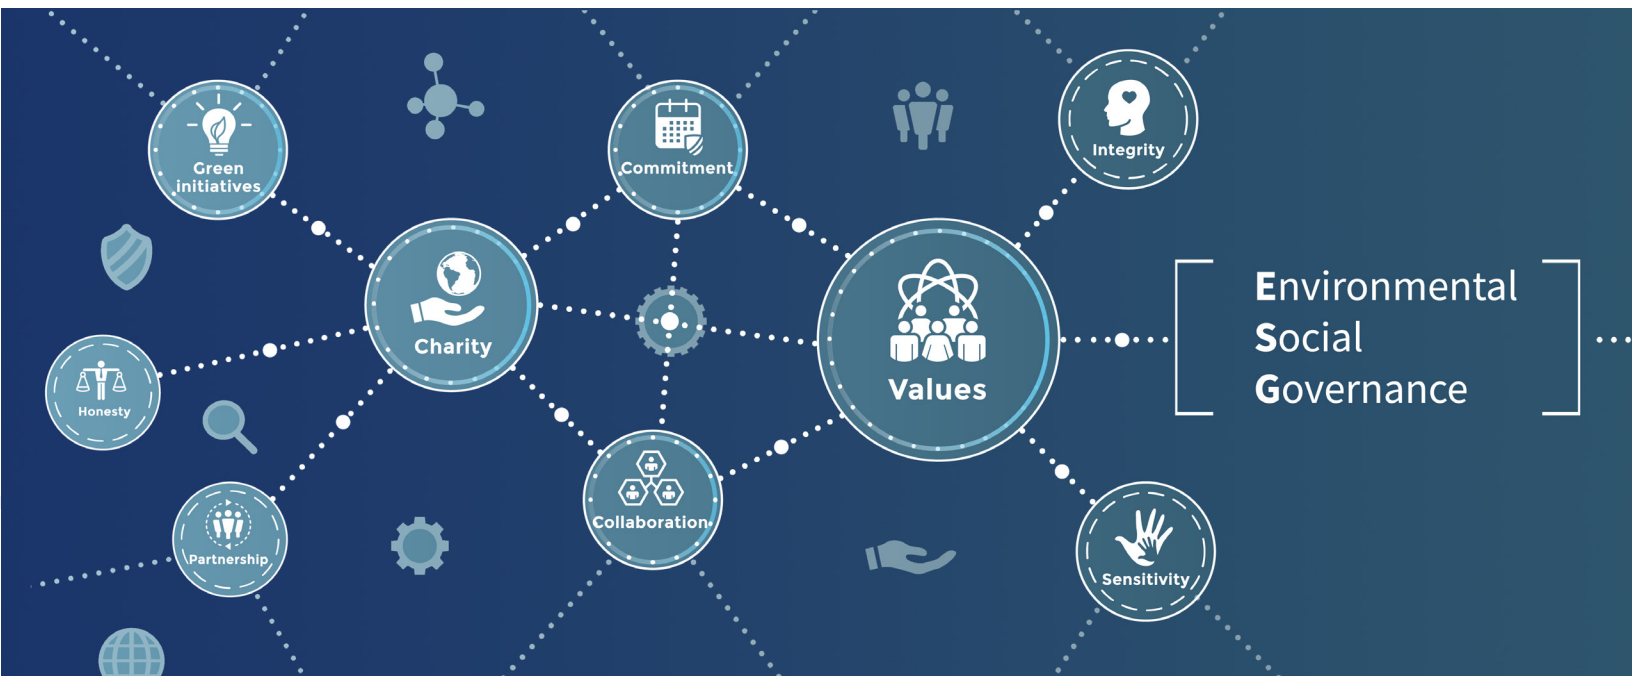 Green
initiatives
Commitment
Integrity
Charity
Values
Environmental
Social
Governance
Honesty
Partnership
Collaboration
Sensitivity